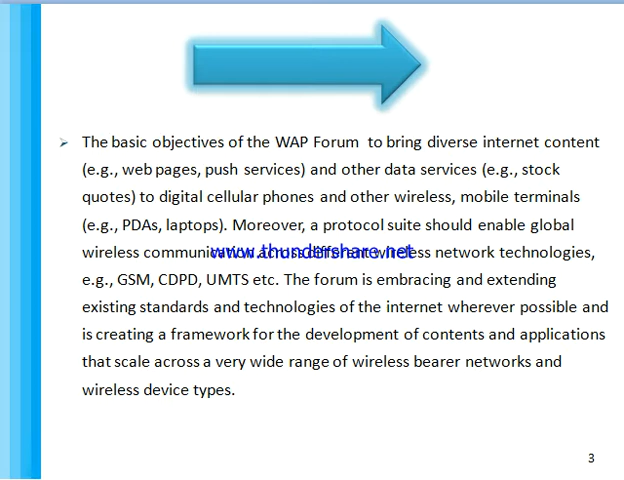 The basic objectives of the WAP Forum to bring diverse internet content
(e.g., web pages, push services) and other data services (e.g., stock
quotes) to digital cellular phones and other wireless, mobile terminals
(e.g., PDAs, laptops). Moreover, a protocol suite should enable global
wireless communication across different wireless network technologies,
www.thundershare.net
e.g., GSM, CDPD, UMTS etc. The forum is embracing and extending
existing standards and technologies of the internet wherever possible and
is creating a framework for the development of contents and applications
that scale across a very wide range of wireless bearer networks and
wireless device types.
3